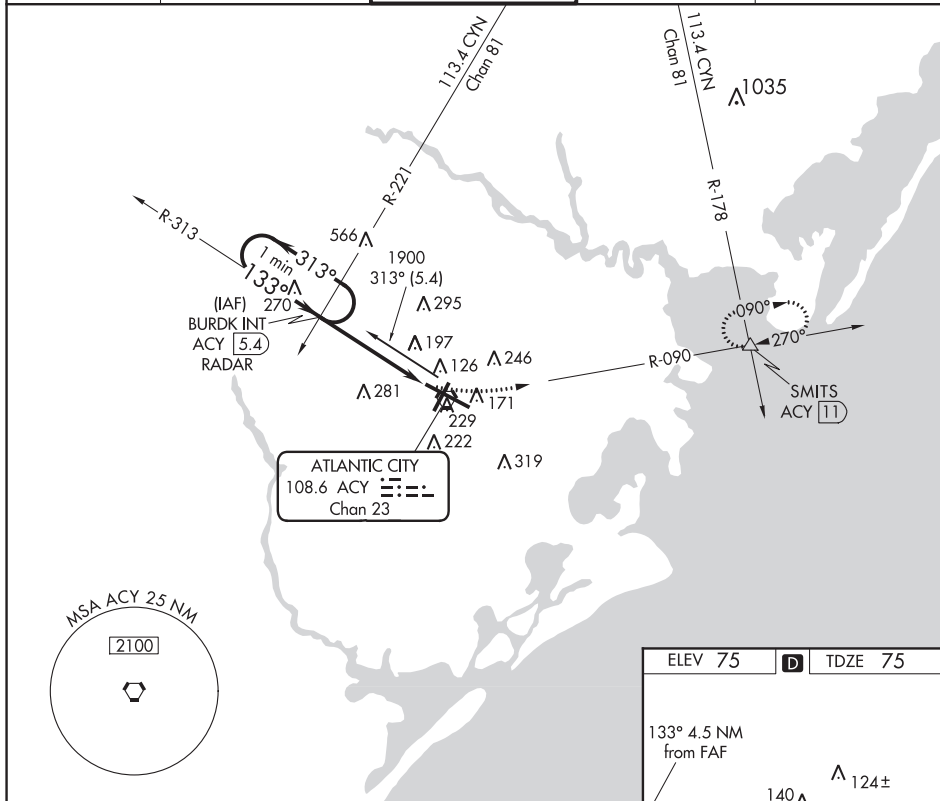 113.4 CYN
Chan 81
113.4 CYN
Chan 81
1035
R-221
R-178
R-313
566
313°
1 min
133°
1900
313° (5.4)
295
(IAF)
270
BURDK INT
ACY 5.4
RADAR
197
126
246
090°
270°
R-090
SMITS
ACY 11
281
171
229
222
319
ATLANTIC CITY
108.6 ACY
Chan 23
MSA ACY 25 NM
2100
ELEV 75
D
TDZE 75
133° 4.5 NM
from FAF
124±
140